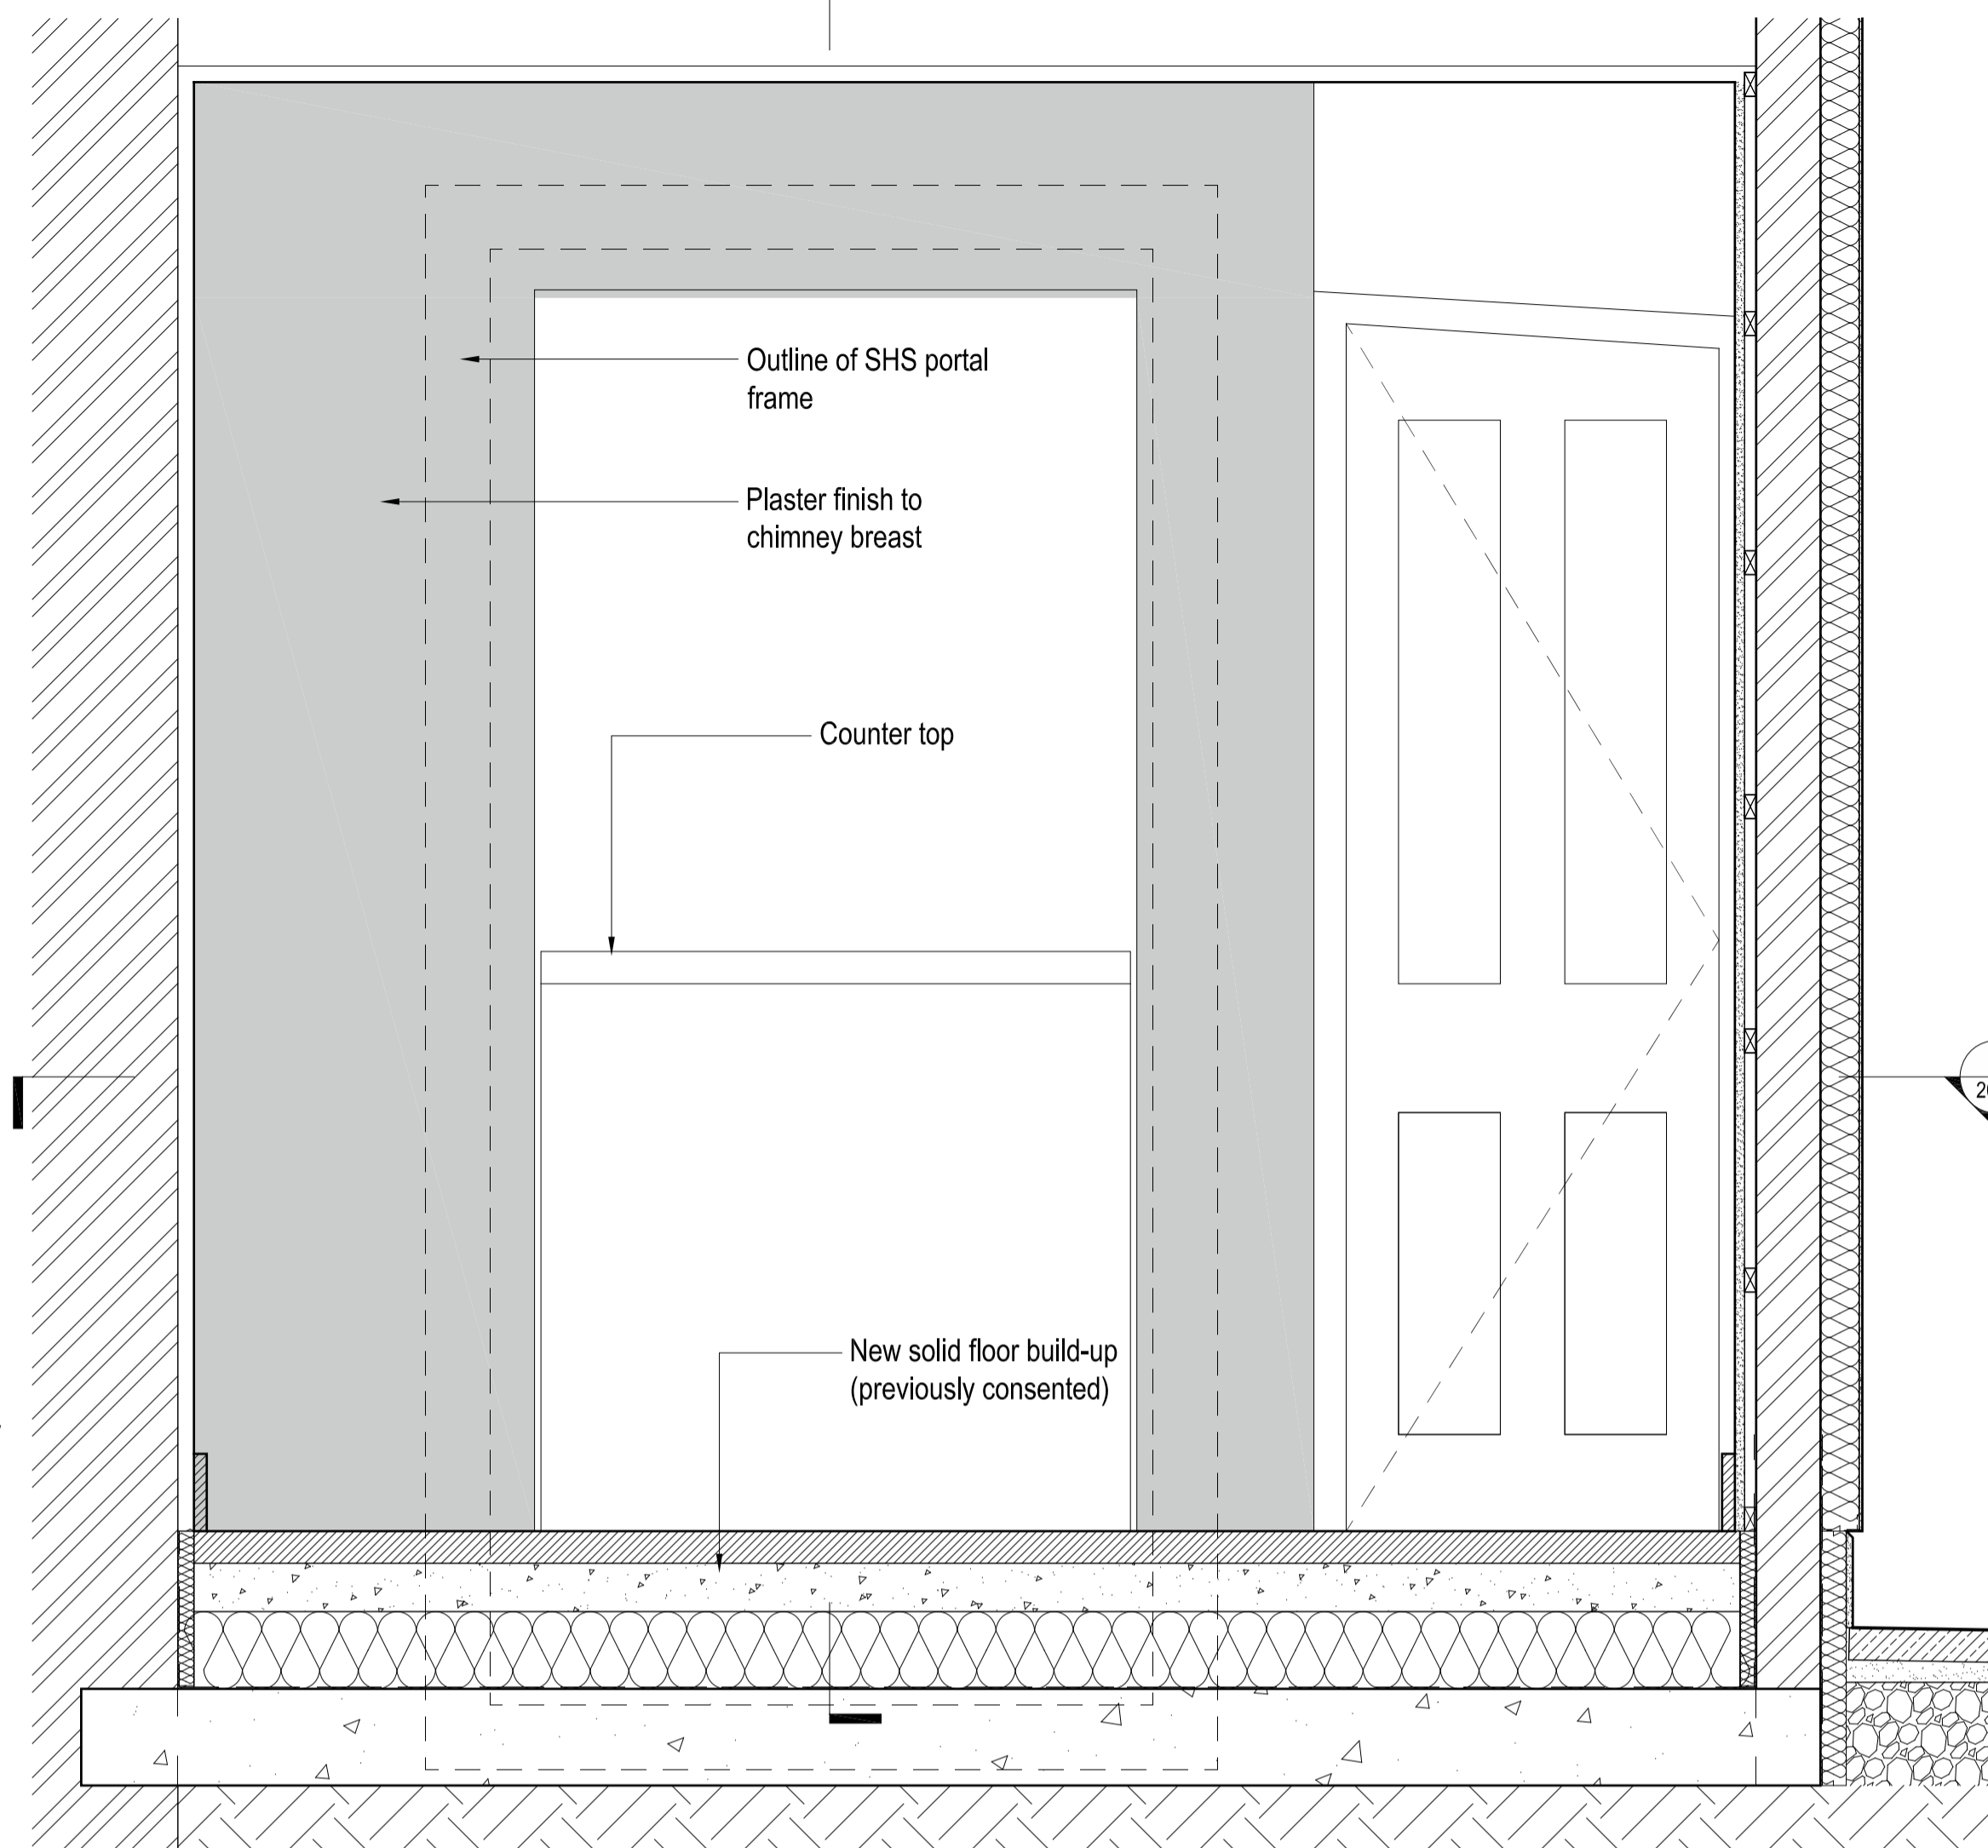 Outline of SHS portal
frame
Plaster finish to
chimney breast
Counter top
New solid floor build-up
(previously consented)